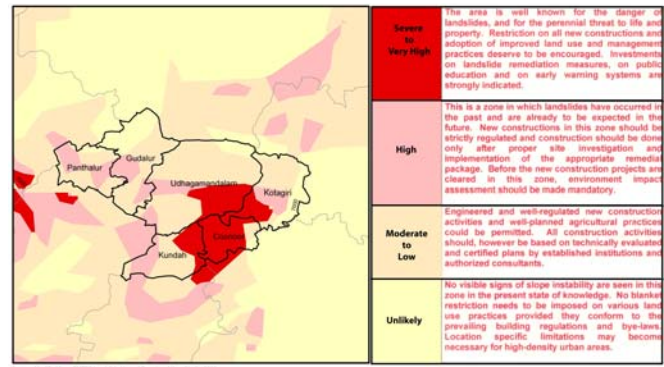 Panthalur
Gudalur
Udhagamandalam
Kotagiri
Coonoor
Kundah
Severe
to
Very High
The area is well known for the danger of
landslides, and for the perennial threat to life and
property. Restriction on all new constructions and
adoption of improved land use and management
practices deserve to be encouraged. Investments
on landslide remediation measures, on public
education and on early warning systems are
strongly indicated.
High
This is a zone in which landslides have occurred in
the past and are already to be expected in the
future. New constructions in this zone should be
strictly regulated and construction should be done
only after proper site investigation and
implementation of the appropriate remedial
package. Before the new construction projects are
cleared in this zone, environment impact
assessment should be made mandatory.
Moderate
to
Low
Engineered and well-regulated new construction
activities and well-planned agricultural practices
could be permitted. All construction activities
should, however be based on technically evaluated
and certified plans by established institutions and
authorized consultants.
Unlikely
No visible signs of slope instability are seen in this
zone in the present state of knowledge. No blanket
restriction needs to be imposed on various land
use practices provided they conform to the
prevailing building regulations and bye-laws.
Location specific limitations may become
necessary for high-density urban areas.